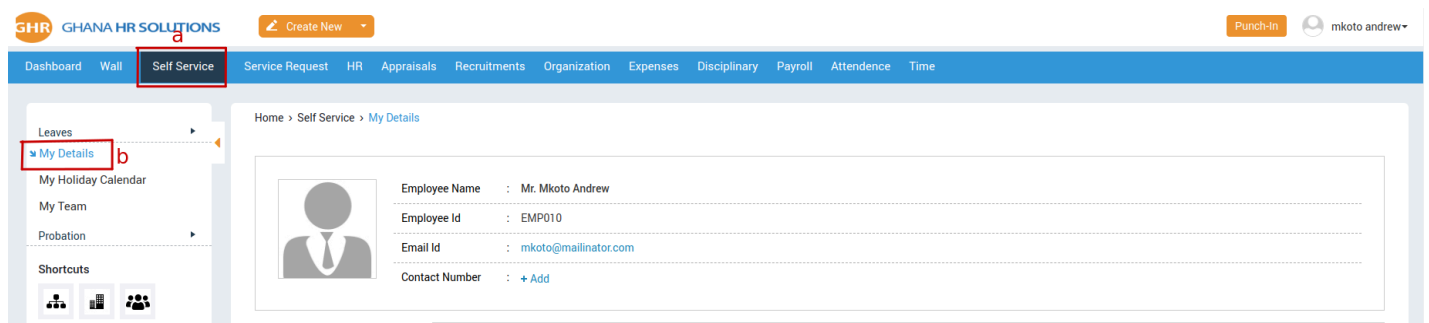 GHR GHANA HR SOLUTIONS Create New Punch-In mkoto andrew
a
Dashboard Wall Self Service Service Request HR Appraisals Recruitments Organization Expenses Disciplinary Payroll Attendence Time
Home › Self Service › My Details
Leaves
My Details
b
My Holiday Calendar
My Team
Probation
Shortcuts
Employee Name : Mr. Mkoto Andrew
Employee Id : EMP010
Email Id : mkoto@mailinator.com
Contact Number : + Add